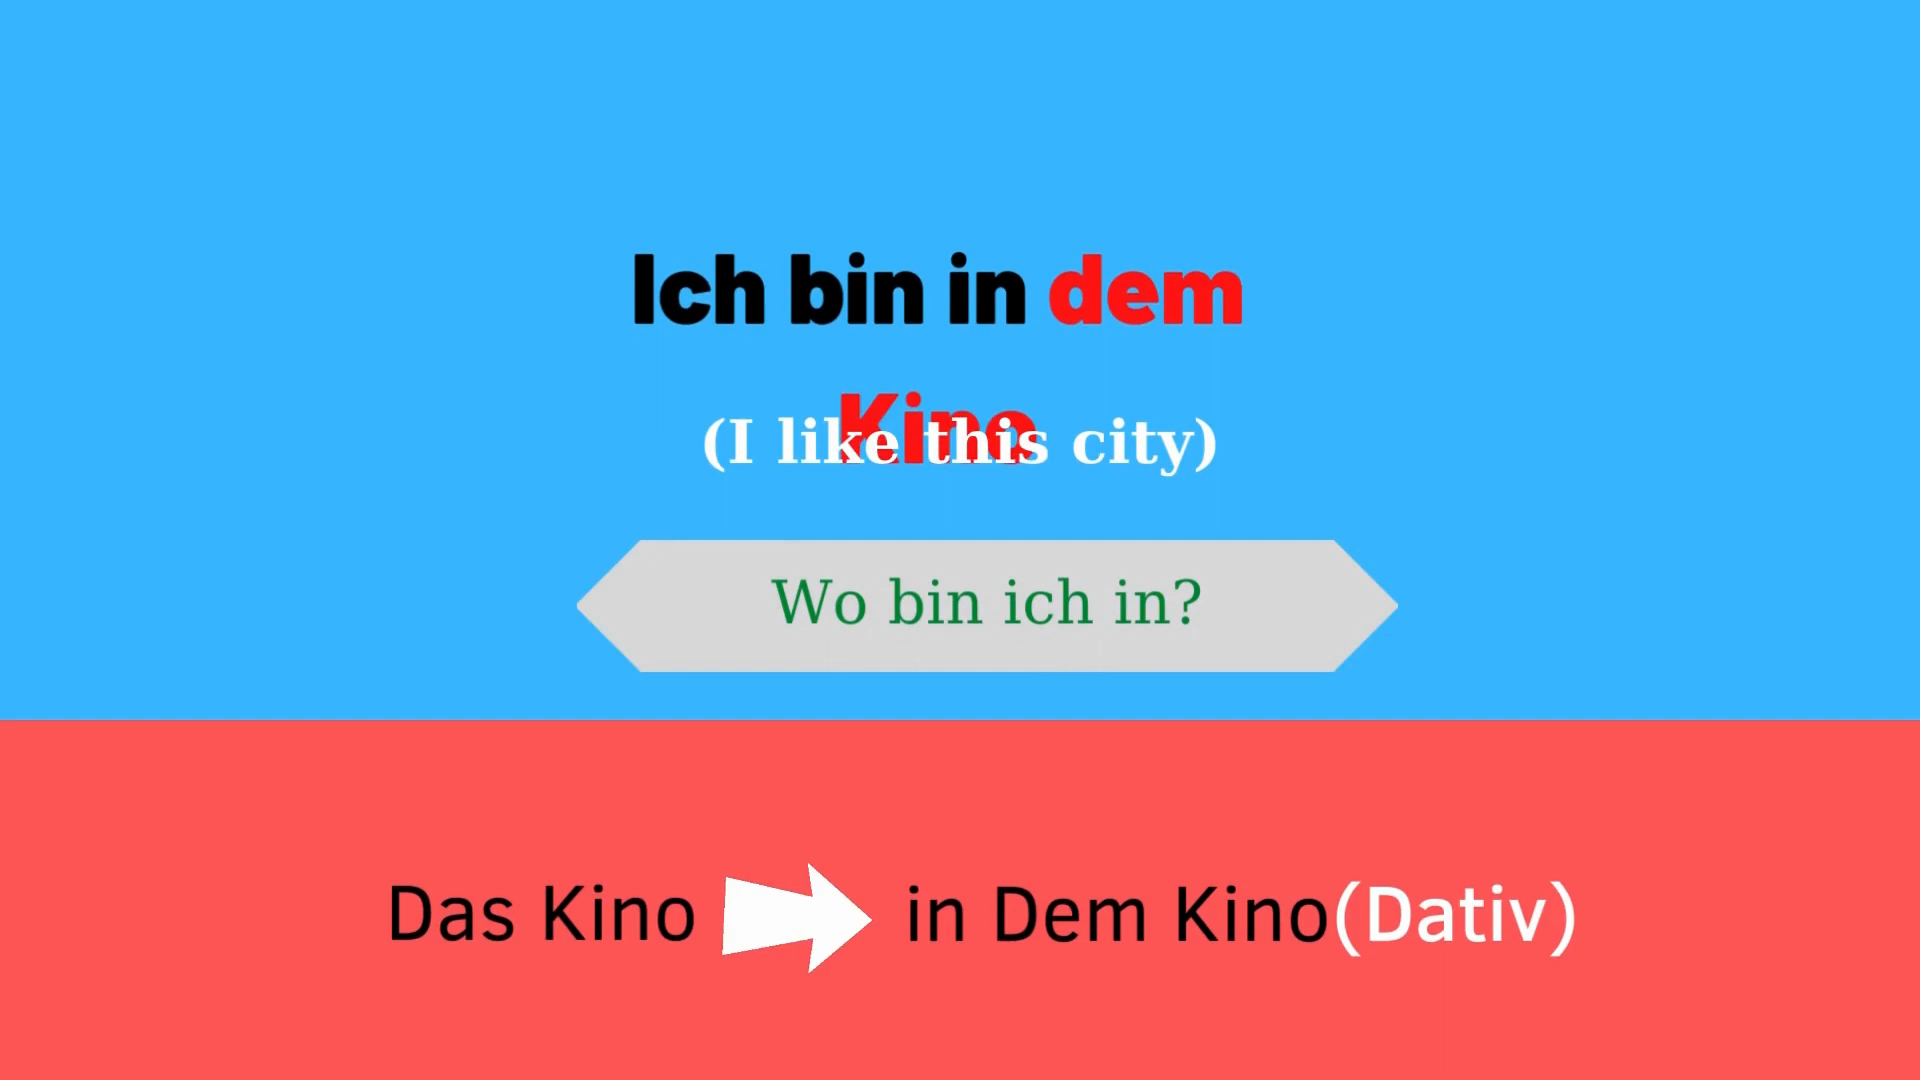 Ich bin in dem
Kino
(I like this city)
Wo bin ich in?
Das Kino in Dem Kino(Dativ)